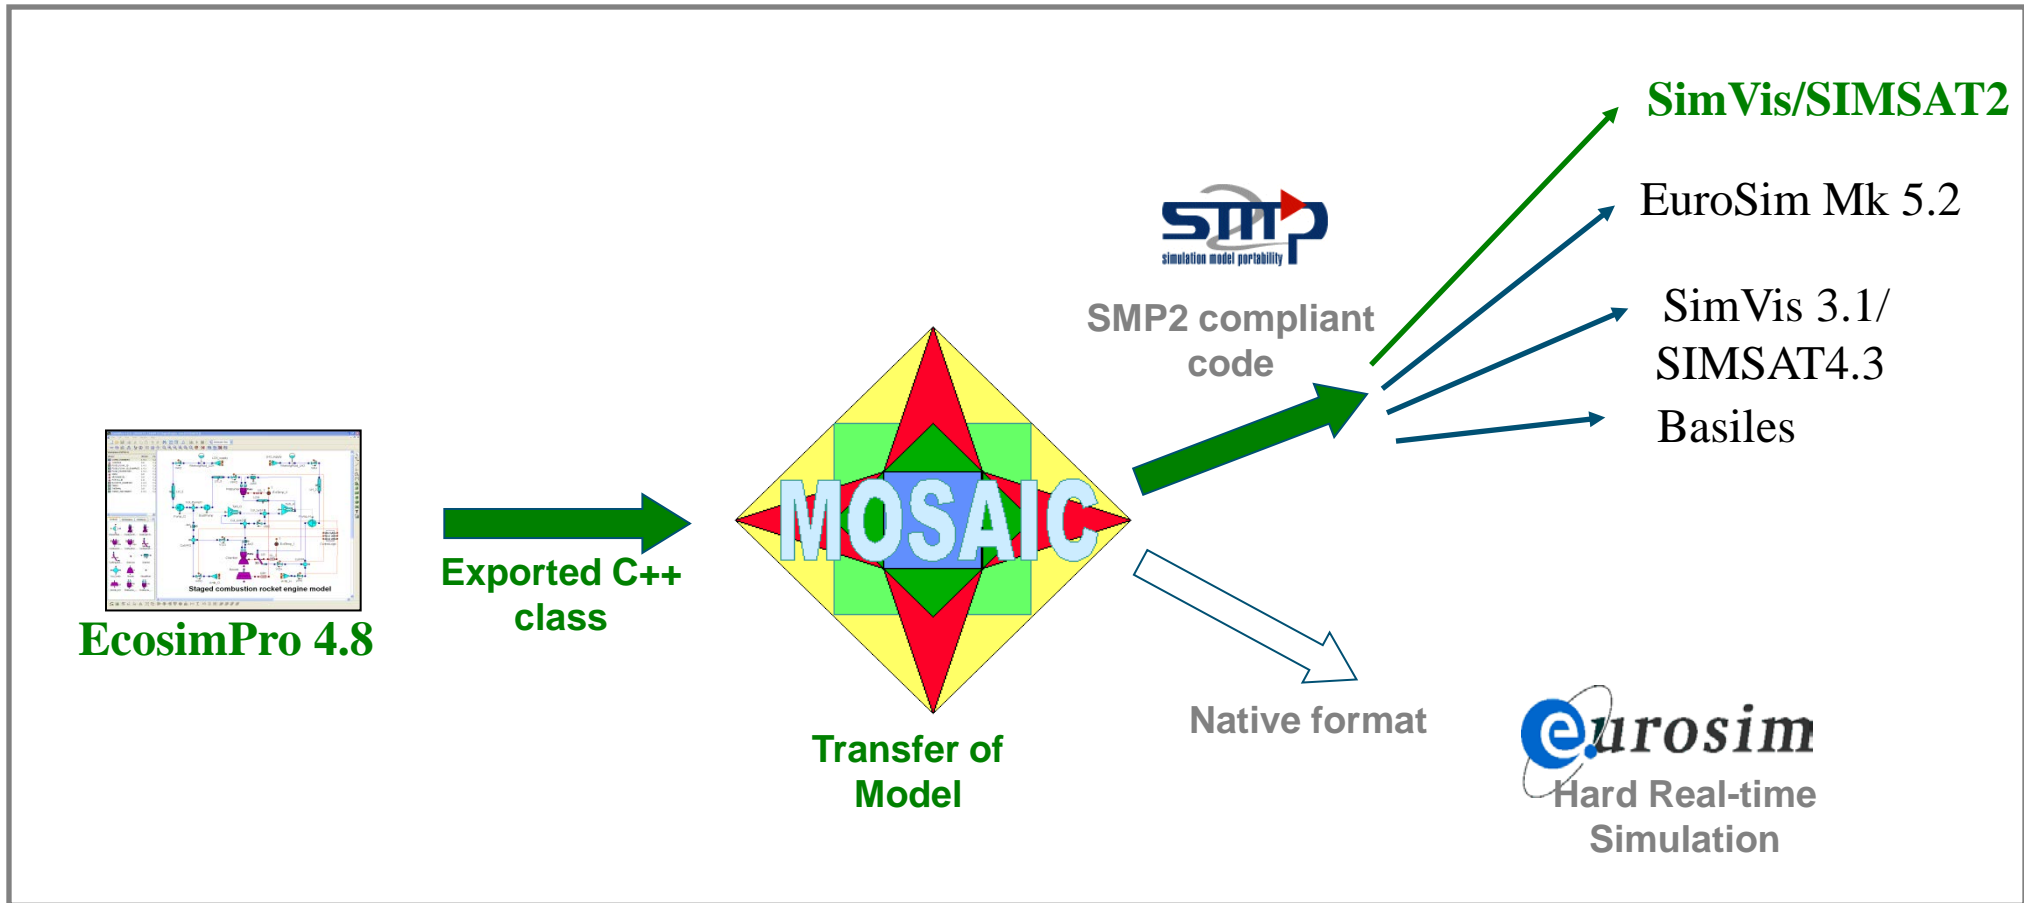 SimVis/SIMSAT2
EuroSim Mk 5.2
smp
simulation model portability
SMP2 compliant
code
SimVis 3.1/
SIMSAT4.3
Basiles
Staged combustion rocket engine model
EcosimPro 4.8
Exported C++
class
MOSAIC
Transfer of
Model
Native format
eurosim
Hard Real-time
Simulation